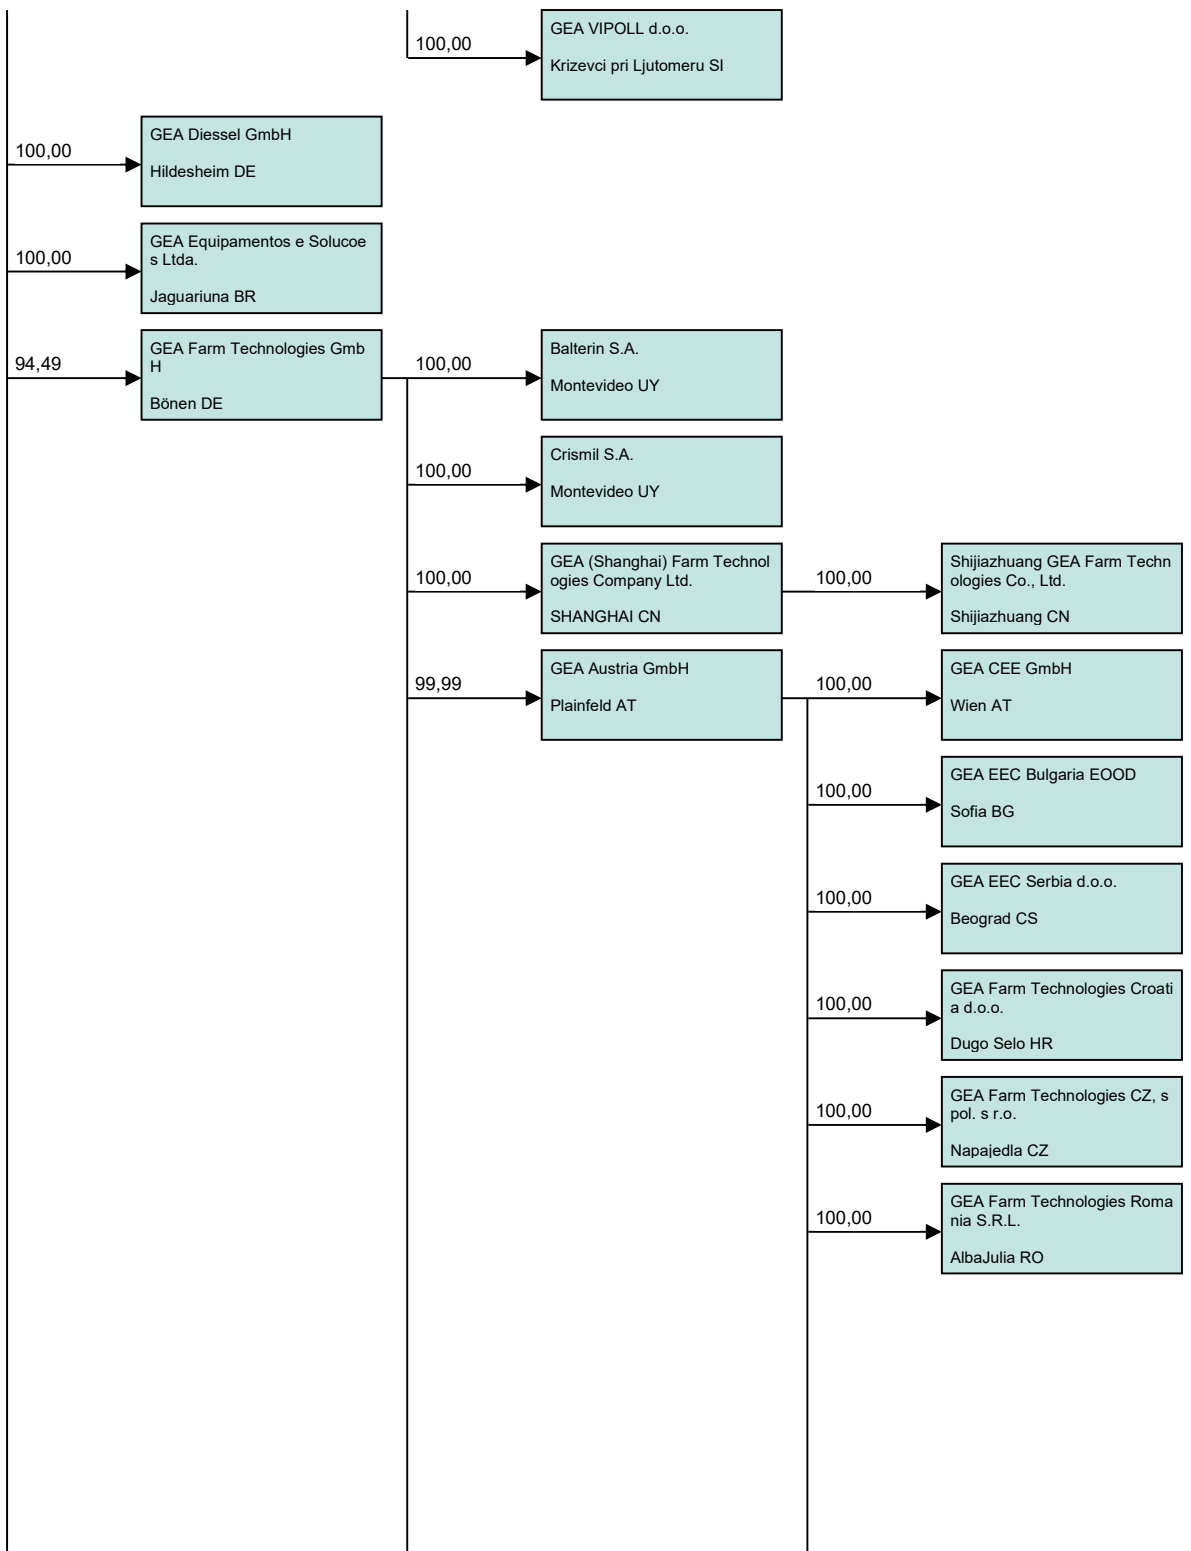 100,00
GEA VIPOLL d.o.o.
Krizevci pri Ljutomeru SI
100,00
GEA Diessel GmbH
Hildesheim DE
100,00
GEA Equipamentos e Solucoe
s Ltda.
Jaguariuna BR
94,49
GEA Farm Technologies Gmb
H
Bönen DE
100,00
Balterin S.A.
Montevideo UY
100,00
Crismil S.A.
Montevideo UY
100,00
GEA (Shanghai) Farm Technol
ogies Company Ltd.
SHANGHAI CN
100,00
Shijiazhuang GEA Farm Techn
ologies Co., Ltd.
Shijiazhuang CN
99,99
GEA Austria GmbH
Plainfeld AT
100,00
GEA CEE GmbH
Wien AT
100,00
GEA EEC Bulgaria EOOD
Sofia BG
100,00
GEA EEC Serbia d.o.o.
Beograd CS
100,00
GEA Farm Technologies Croati
a d.o.o.
Dugo Selo HR
100,00
GEA Farm Technologies CZ, s
pol. s r.o.
Napajedla CZ
100,00
GEA Farm Technologies Roma
nia S.R.L.
AlbaJulia RO